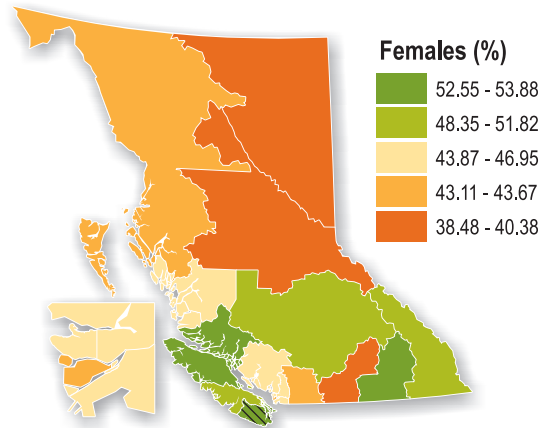 Females (%)
52.55 - 53.88
48.35 - 51.82
43.87 - 46.95
43.11 - 43.67
38.48 - 40.38